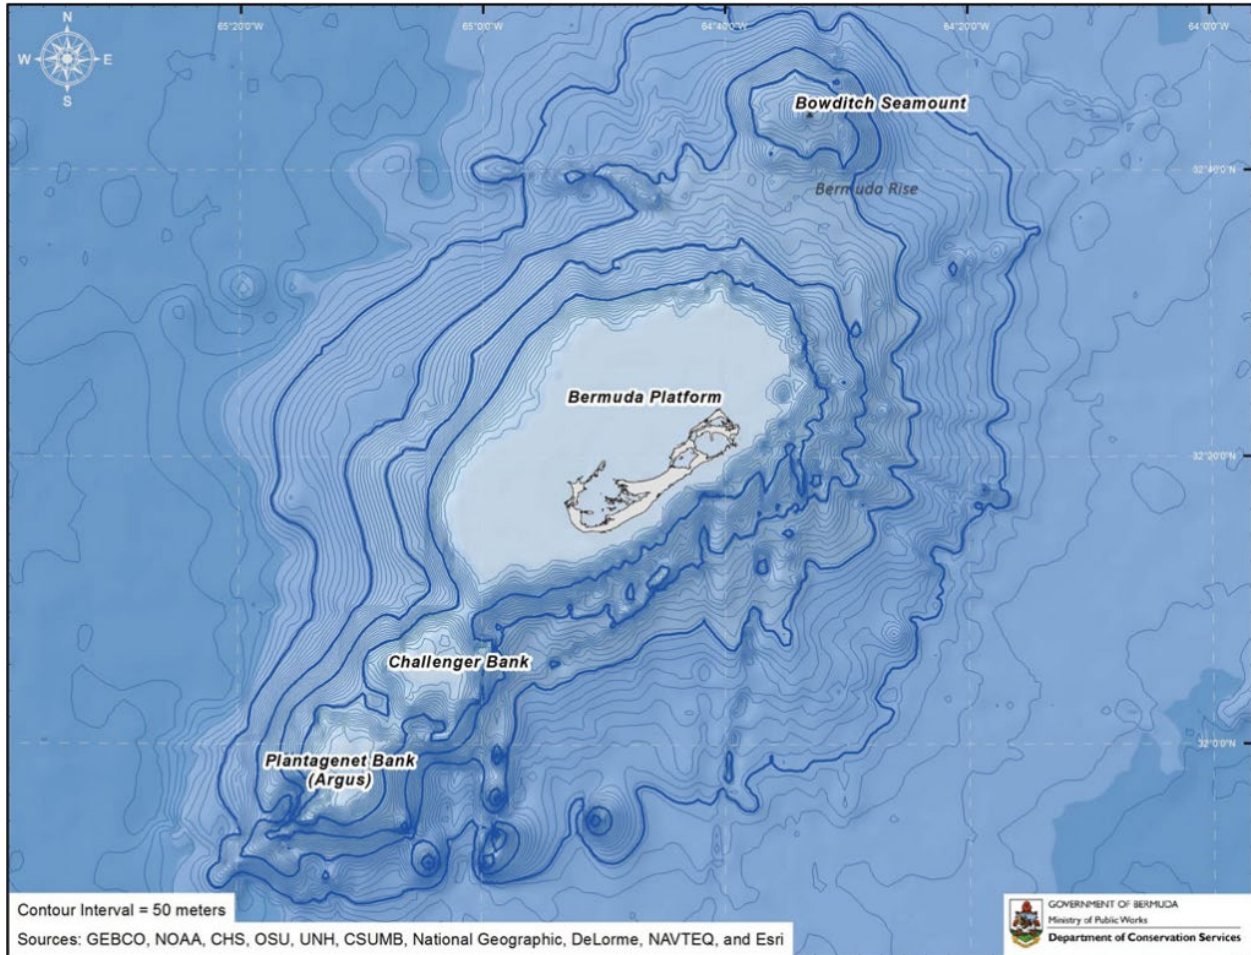 N
W E
S
65°20'0"W 65°0'0"W 64°40'0"W 64°20'0"W 64°0'0"W
Bowditch Seamount
32°40'0"N
Bermuda Rise
Bermuda Platform
32°20'0"N
Challenger Bank
32°0'0"N
Plantagenet Bank
(Argus)
Contour Interval = 50 meters
Sources: GEBCO, NOAA, CHS, OSU, UNH, CSUMB, National Geographic, DeLorme, NAVTEQ, and Esri
GOVERNMENT OF BERMUDA
Ministry of Public Works
Department of Conservation Services